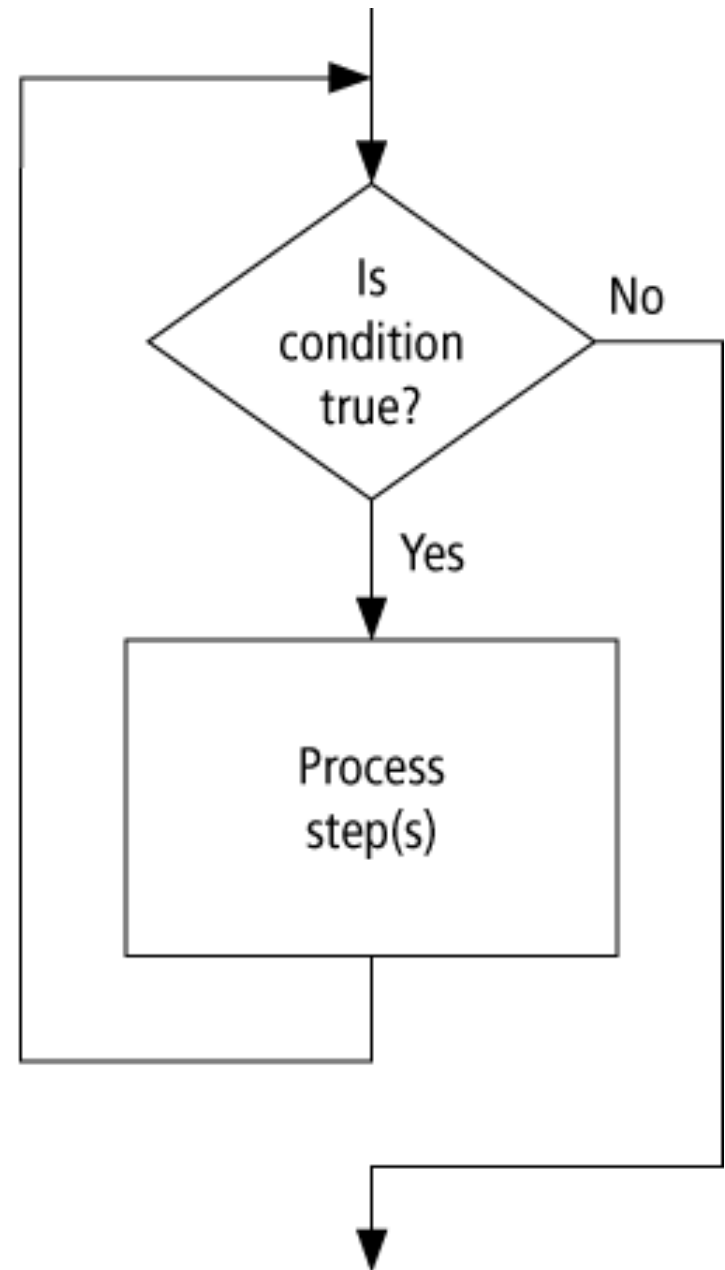 Is
condition
true?
No
Yes
Process
step(s)